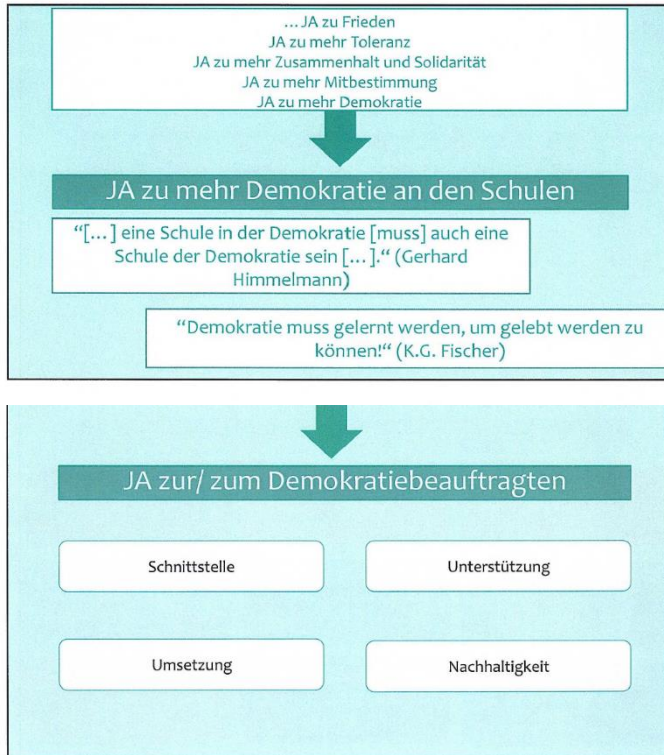 ...JA zu Frieden
JA zu mehr Toleranz
JA zu mehr Zusammenhalt und Solidarität
JA zu mehr Mitbestimmung
JA zu mehr Demokratie
JA zu mehr Demokratie an den Schulen
“[...] eine Schule in der Demokratie [muss] auch eine
Schule der Demokratie sein [...].“ (Gerhard
Himmelmann)
“Demokratie muss gelernt werden, um gelebt werden zu
können!“ (K.G. Fischer)
JA zur/ zum Demokratiebeauftragten
Schnittstelle
Unterstützung
Umsetzung
Nachhaltigkeit